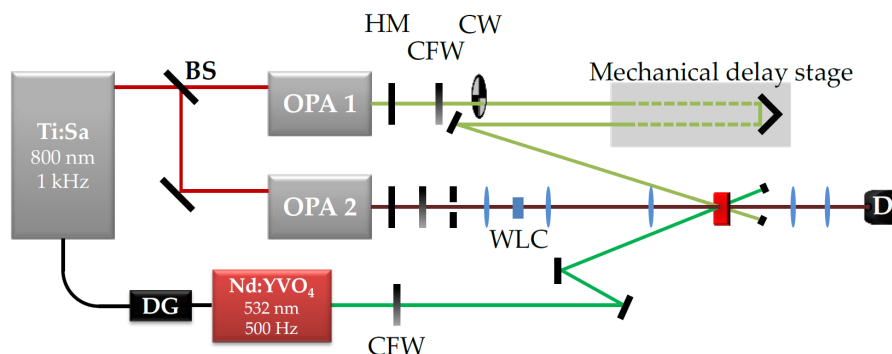 HM
CFW
CW
BS
Mechanical delay stage
Ti:Sa
800 nm
1 kHz
OPA 1
OPA 2
WLC
D
DG
Nd:YVO₄
532 nm
500 Hz
CFW